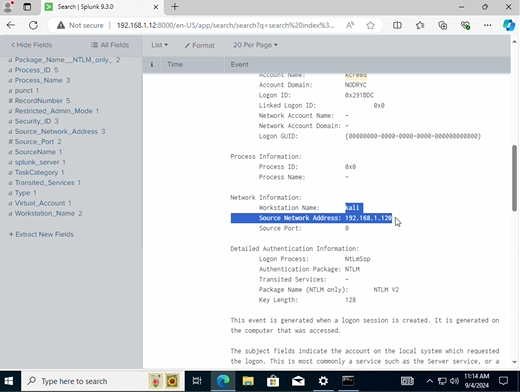 Search | Splunk 9.3.0
Not secure 192.168.1.12:8000/en-US/app/search/search?q=search%20index%3...
Hide Fields
All Fields
List
Format
20 Per Page
i Time Event
a Package_Name__NTLM_only_ 2
a Process_ID 5
a Process_Name 3
a punct 1
# RecordNumber 5
a Restricted_Admin_Mode 1
a Security_ID 3
a Source_Network_Address 3
# Source_Port 2
a SourceName 1
a splunk_server 1
a TaskCategory 1
a Transited_Services 1
a Type 1
a Virtual_Account 1
a Workstation_Name 2
+ Extract New Fields
Account Name: kcreed
Account Domain: NODRYC
Logon ID: 0x291BDC
Linked Logon ID: 0x0
Network Account Name: -
Network Account Domain: -
Logon GUID: {00000000-0000-0000-0000-000000000000}
Process Information:
Process ID: 0x0
Process Name: -
Network Information:
Workstation Name: kali
Source Network Address: 192.168.1.120
Source Port: 0
Detailed Authentication Information:
Logon Process: NtLmSsp
Authentication Package: NTLM
Transited Services: -
Package Name (NTLM only): NTLM V2
Key Length: 128
This event is generated when a logon session is created. It is generated on
the computer that was accessed.
The subject fields indicate the account on the local system which requested
the logon. This is most commonly a service such as the Server service, or a
Type here to search
11:14 AM
9/4/2024